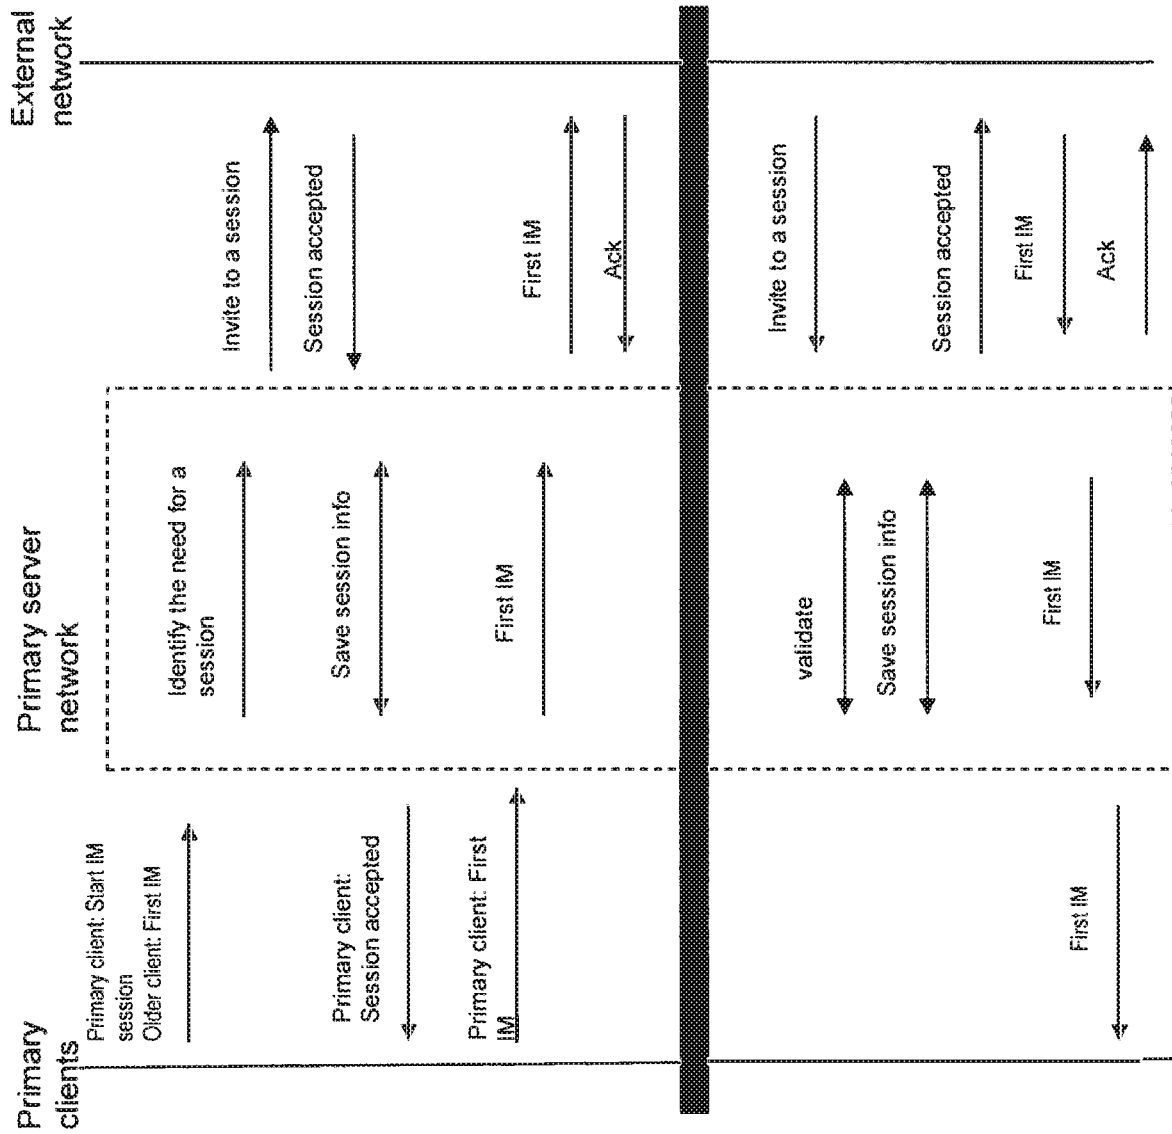 Primary
clients
Primary server
network
External
network
Primary client: Start IM
session
Older client: First IM
Identify the need for a
session
Invite to a session
Session accepted
Save session info
Primary client:
Session accepted
Primary client: First
IM
First IM
First IM
Ack
Invite to a session
validate
Save session info
Session accepted
First IM
First IM
First IM
Ack